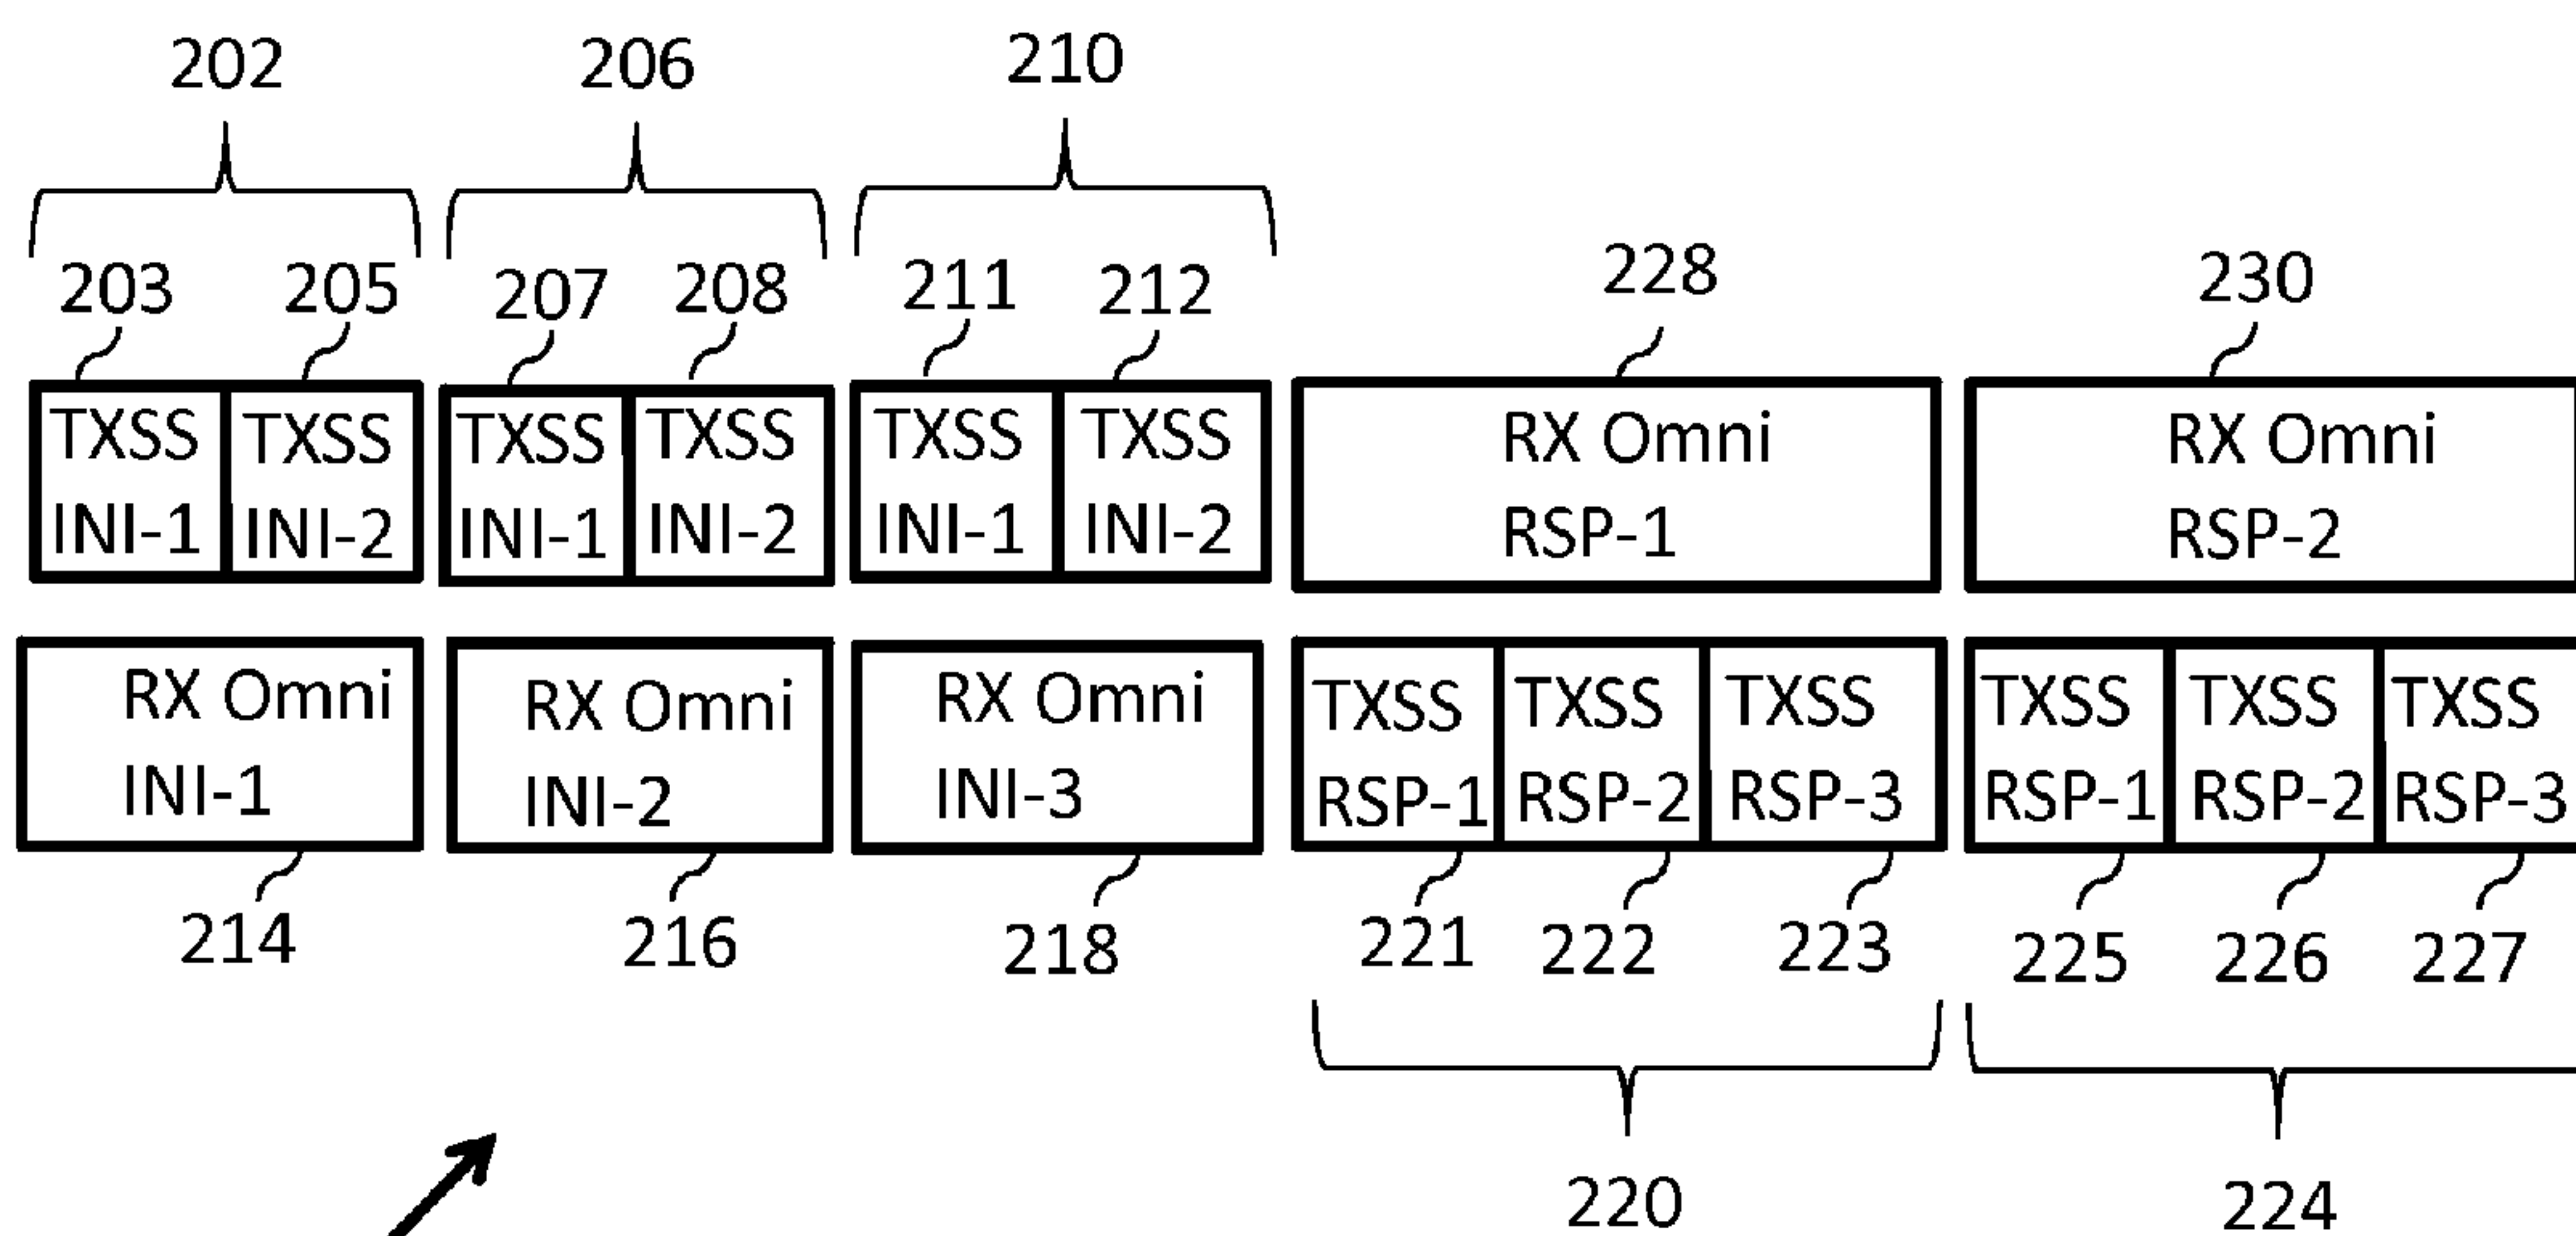 202 206 210
203 205 207 208 211 212 228 230
TXSS TXSS TXSS TXSS TXSS TXSS RX Omni RX Omni
INI-1 INI-2 INI-1 INI-2 INI-1 INI-2 RSP-1 RSP-2
RX Omni RX Omni RX Omni TXSS TXSS TXSS TXSS TXSS TXSS
INI-1 INI-2 INI-3 RSP-1 RSP-2 RSP-3 RSP-1 RSP-2 RSP-3
214 216 218 221 222 223 225 226 227
220 224